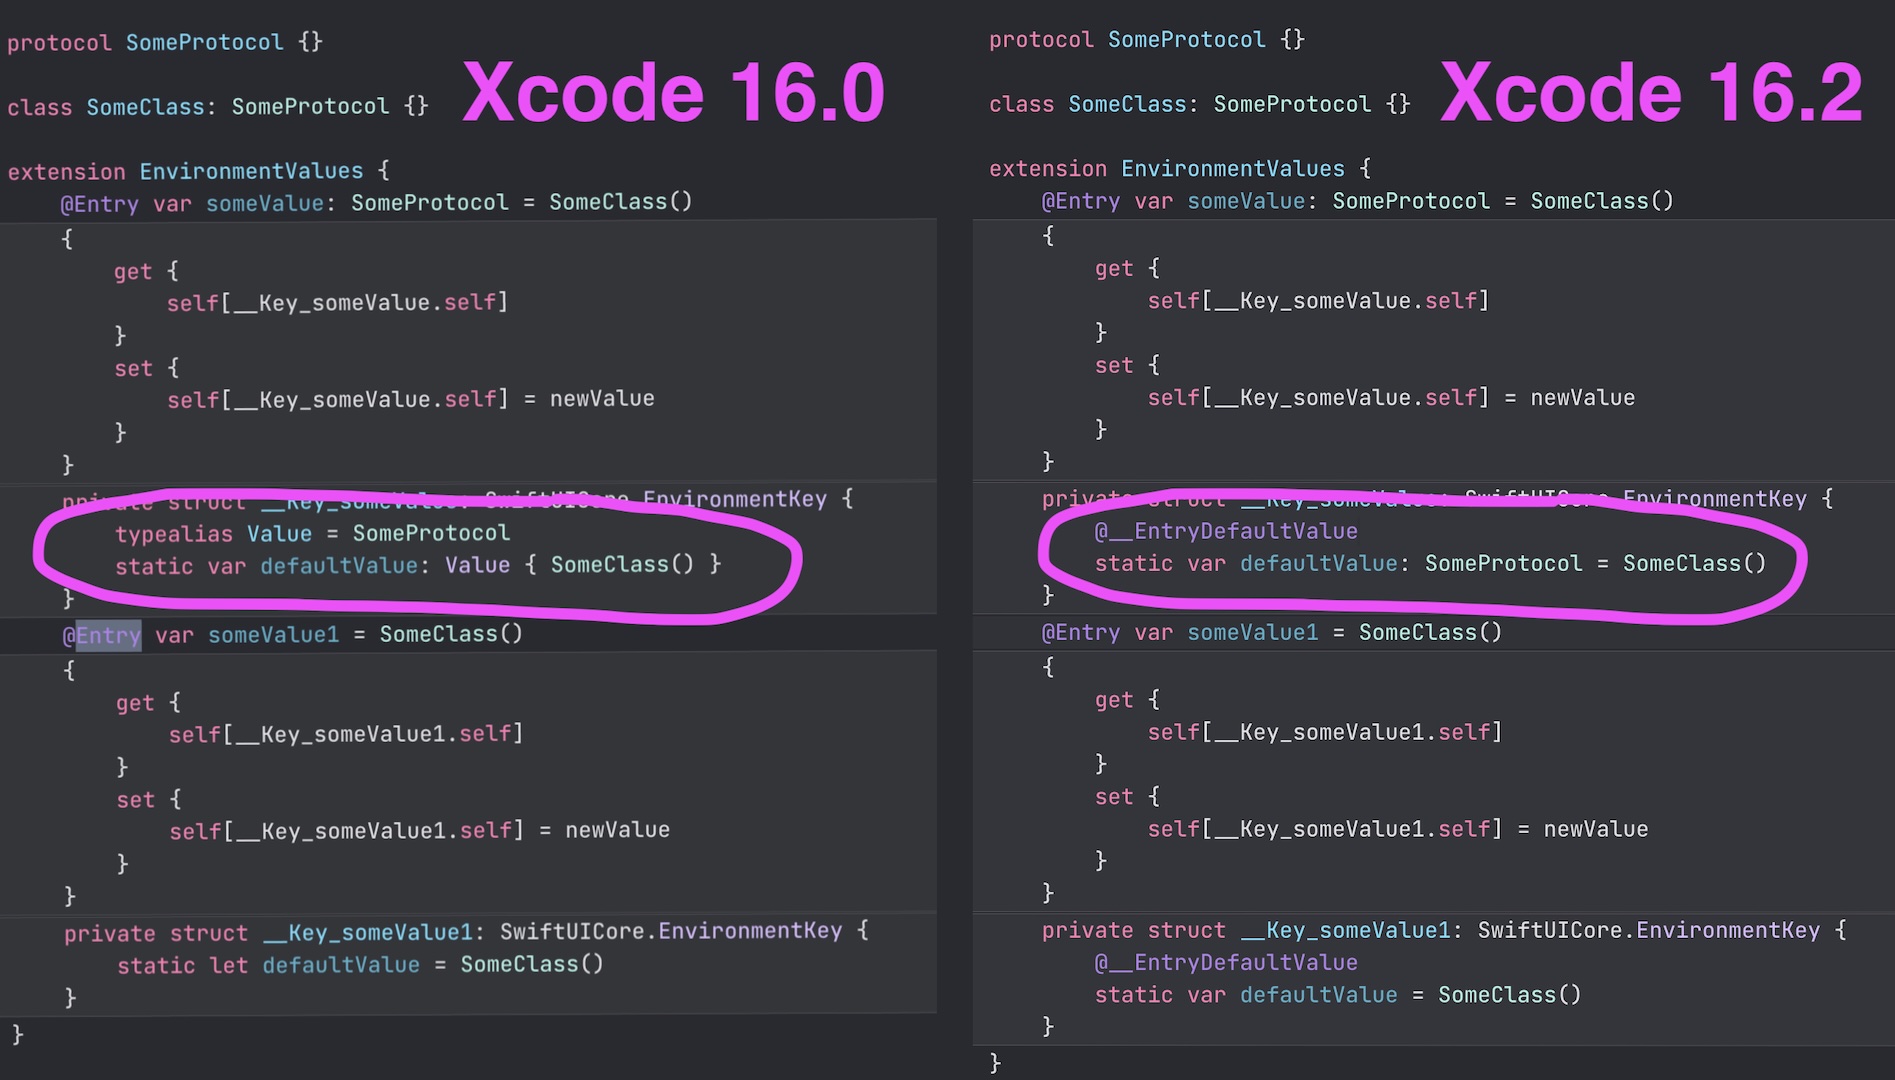 protocol SomeProtocol {}
Xcode 16.0
class SomeClass: SomeProtocol {}
extension EnvironmentValues {
@Entry var someValue: SomeProtocol = SomeClass()
{
get {
self[__Key_someValue.self]
}
set {
self[__Key_someValue.self] = newValue
}
}
private struct __Key_someValue: SwiftUICore.EnvironmentKey {
typealias Value = SomeProtocol
static var defaultValue: Value { SomeClass() }
}
@Entry var someValue1 = SomeClass()
{
get {
self[__Key_someValue1.self]
}
set {
self[__Key_someValue1.self] = newValue
}
}
private struct __Key_someValue1: SwiftUICore.EnvironmentKey {
static let defaultValue = SomeClass()
}
}
protocol SomeProtocol {}
Xcode 16.2
class SomeClass: SomeProtocol {}
extension EnvironmentValues {
@Entry var someValue: SomeProtocol = SomeClass()
{
get {
self[__Key_someValue.self]
}
set {
self[__Key_someValue.self] = newValue
}
}
private struct __Key_someValue: SwiftUICore.EnvironmentKey {
@__EntryDefaultValue
static var defaultValue: SomeProtocol = SomeClass()
}
@Entry var someValue1 = SomeClass()
{
get {
self[__Key_someValue1.self]
}
set {
self[__Key_someValue1.self] = newValue
}
}
private struct __Key_someValue1: SwiftUICore.EnvironmentKey {
@__EntryDefaultValue
static var defaultValue = SomeClass()
}
}